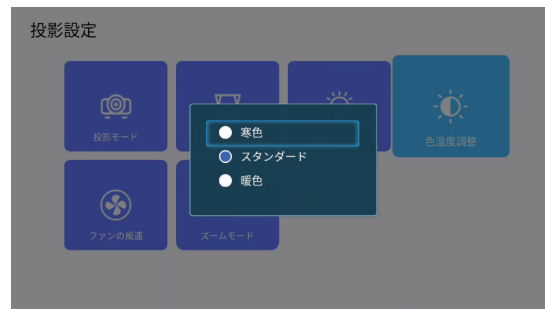 投影設定
投影モード
色温度調整
寒色
スタンダード
暖色
ファンの風速
ズームモード